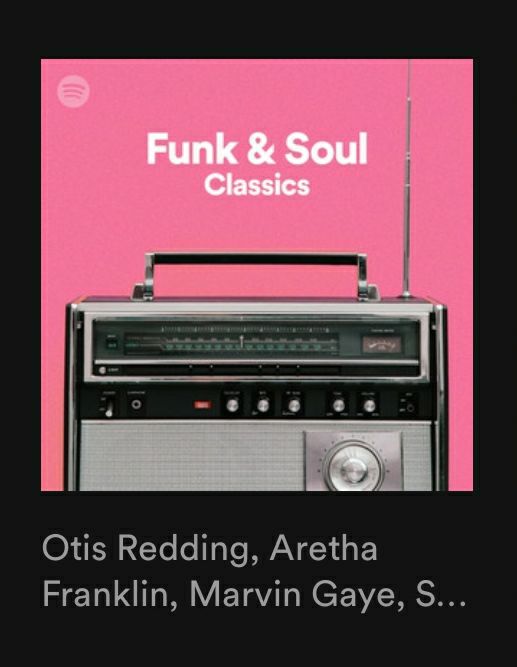 Funk & Soul
Classics
Otis Redding, Aretha
Franklin, Marvin Gaye, S...